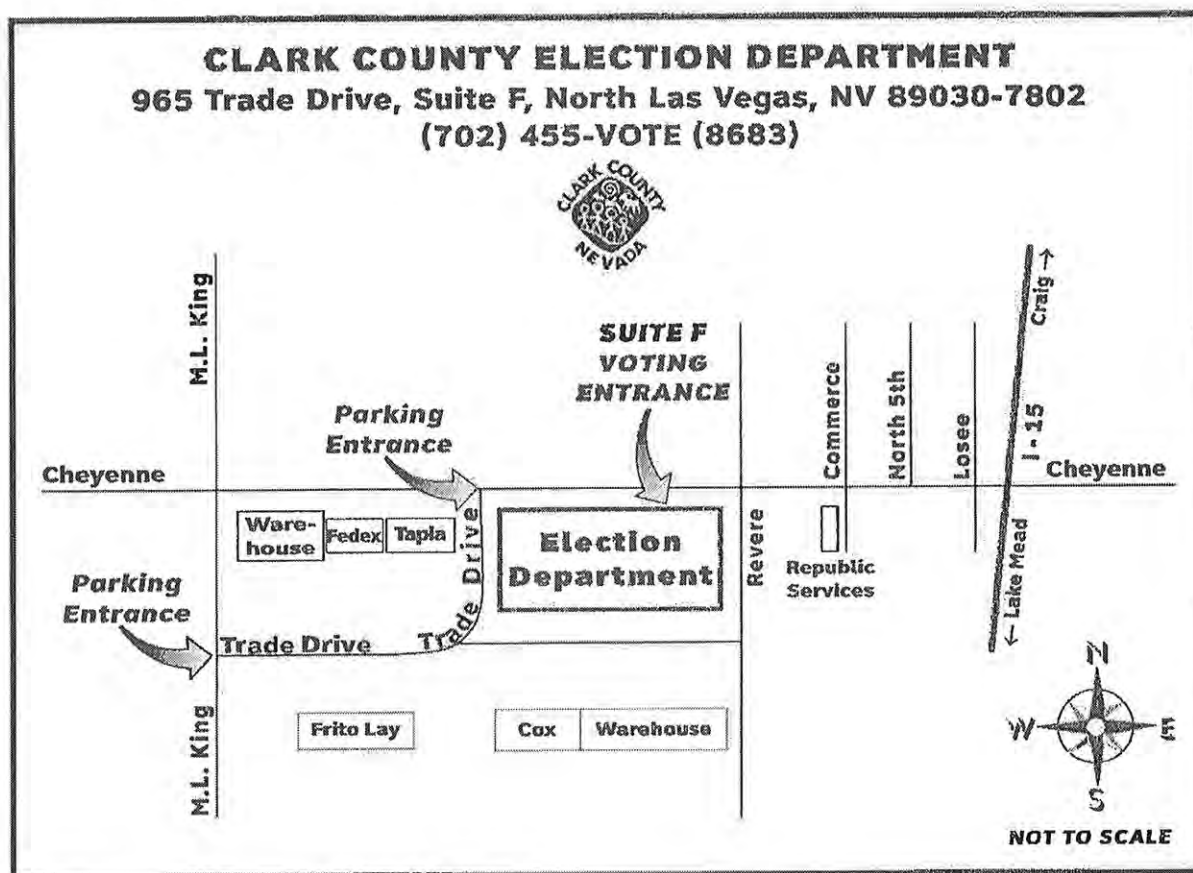 CLARK COUNTY ELECTION DEPARTMENT
965 Trade Drive, Suite F, North Las Vegas, NV 89030-7802
(702) 455-VOTE (8683)
CLARK COUNTY
NEVADA
M.L. King
Craig →
SUITE F
VOTING
ENTRANCE
Parking
Entrance
Commerce
North 5th
Losee
I-15
Cheyenne
Cheyenne
Ware-
house
Fedex
Tapla
Trade Drive
Election
Department
Revere
Republic
Services
← Lake Mead
Parking
Entrance
Trade Drive
M.L. King
Frito Lay
Cox
Warehouse
N
W
E
S
NOT TO SCALE